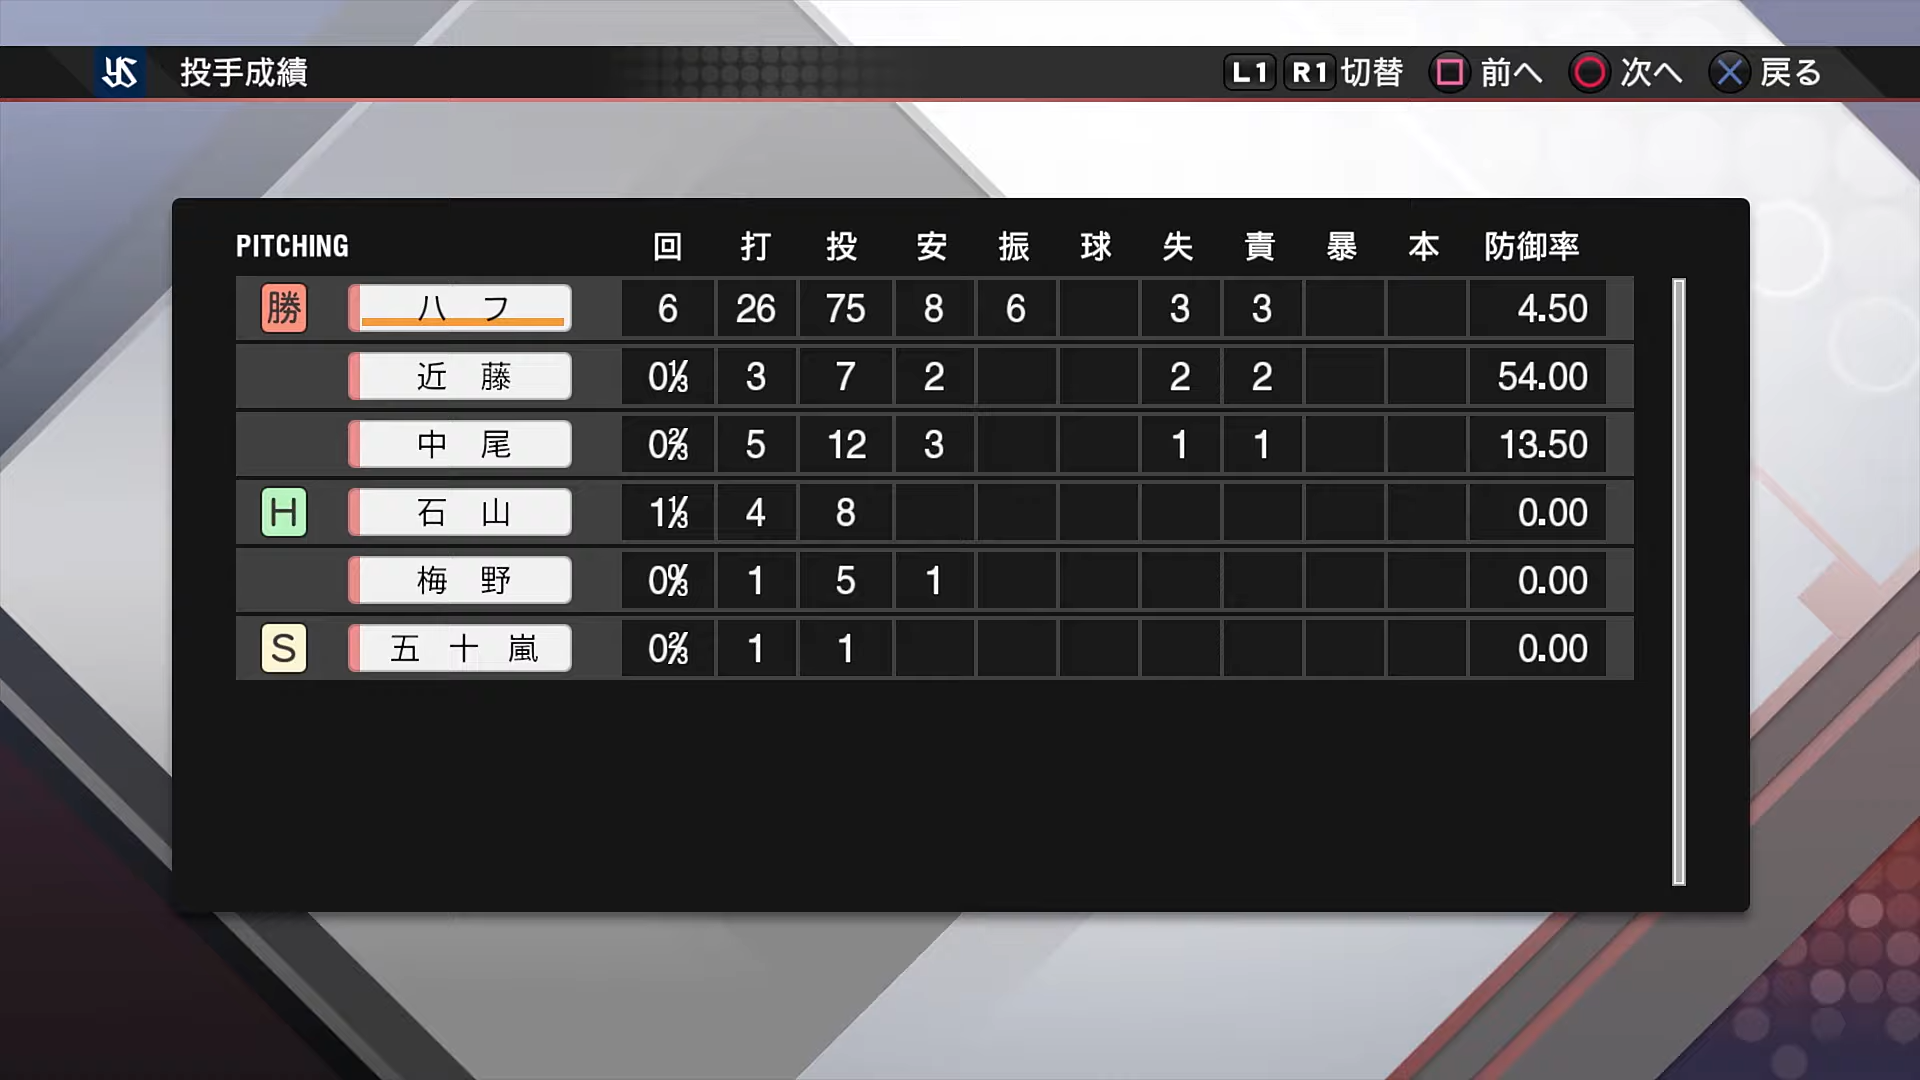 YS 投手成績 L1 R1 切替 前へ 次へ 戻る
PITCHING 回 打 投 安 振 球 失 責 暴 本 防御率
勝 ハフ 6 26 75 8 6 3 3 4.50
近藤 0⅓ 3 7 2 2 2 54.00
中尾 0⅔ 5 12 3 1 1 13.50
H 石山 1⅓ 4 8 0.00
梅野 0% 1 5 1 0.00
S 五十嵐 0⅔ 1 1 0.00